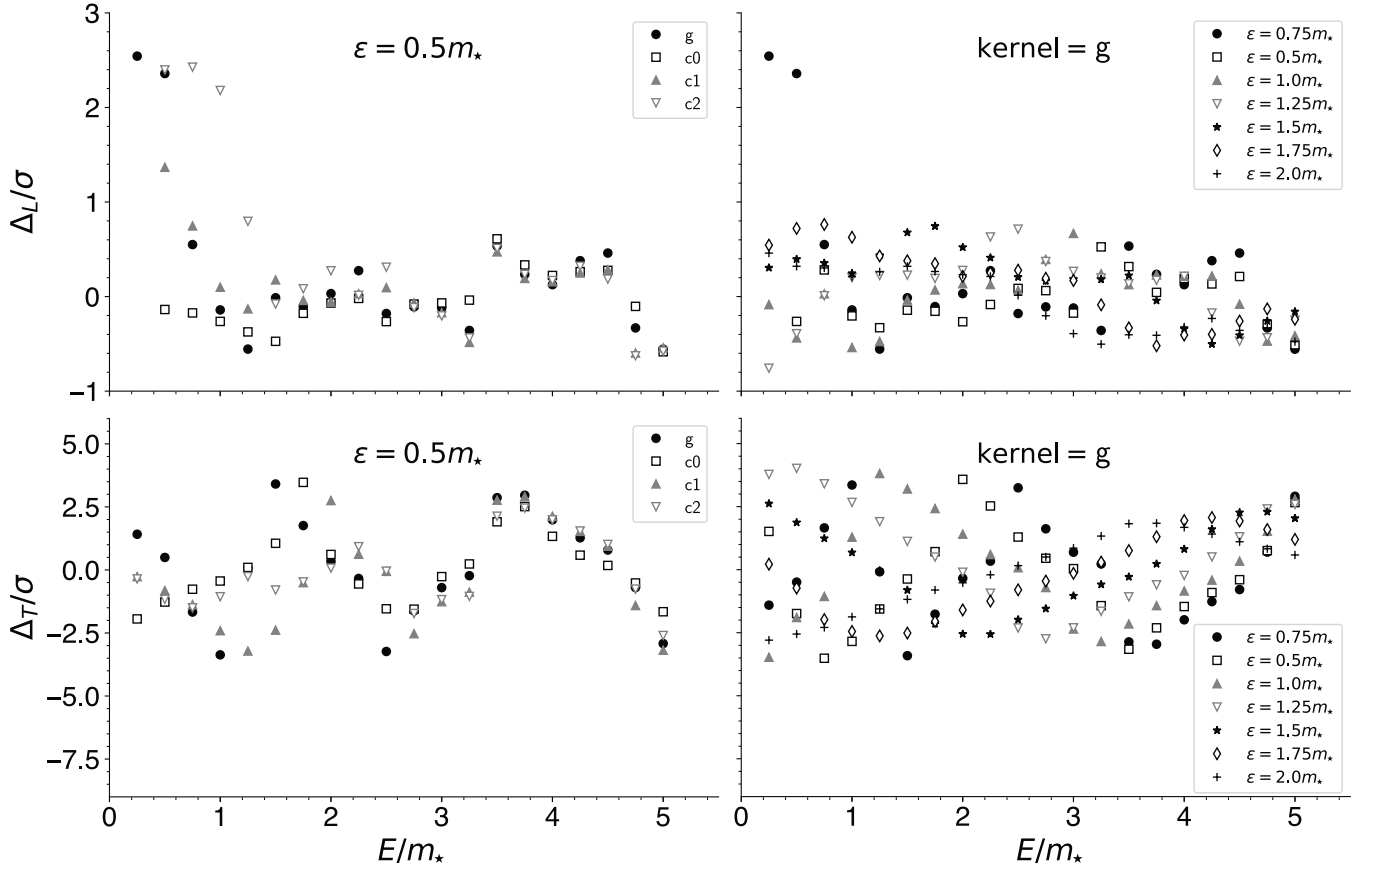 3
2
1
0
−1
Δ_L/σ
ε = 0.5m⋆
g
c0
c1
c2
kernel = g
ε = 0.75m⋆
ε = 0.5m⋆
ε = 1.0m⋆
ε = 1.25m⋆
ε = 1.5m⋆
ε = 1.75m⋆
ε = 2.0m⋆
5.0
2.5
0.0
−2.5
−5.0
−7.5
Δ_T/σ
ε = 0.5m⋆
g
c0
c1
c2
kernel = g
ε = 0.75m⋆
ε = 0.5m⋆
ε = 1.0m⋆
ε = 1.25m⋆
ε = 1.5m⋆
ε = 1.75m⋆
ε = 2.0m⋆
0 1 2 3 4 5
0 1 2 3 4 5
E/m⋆
E/m⋆